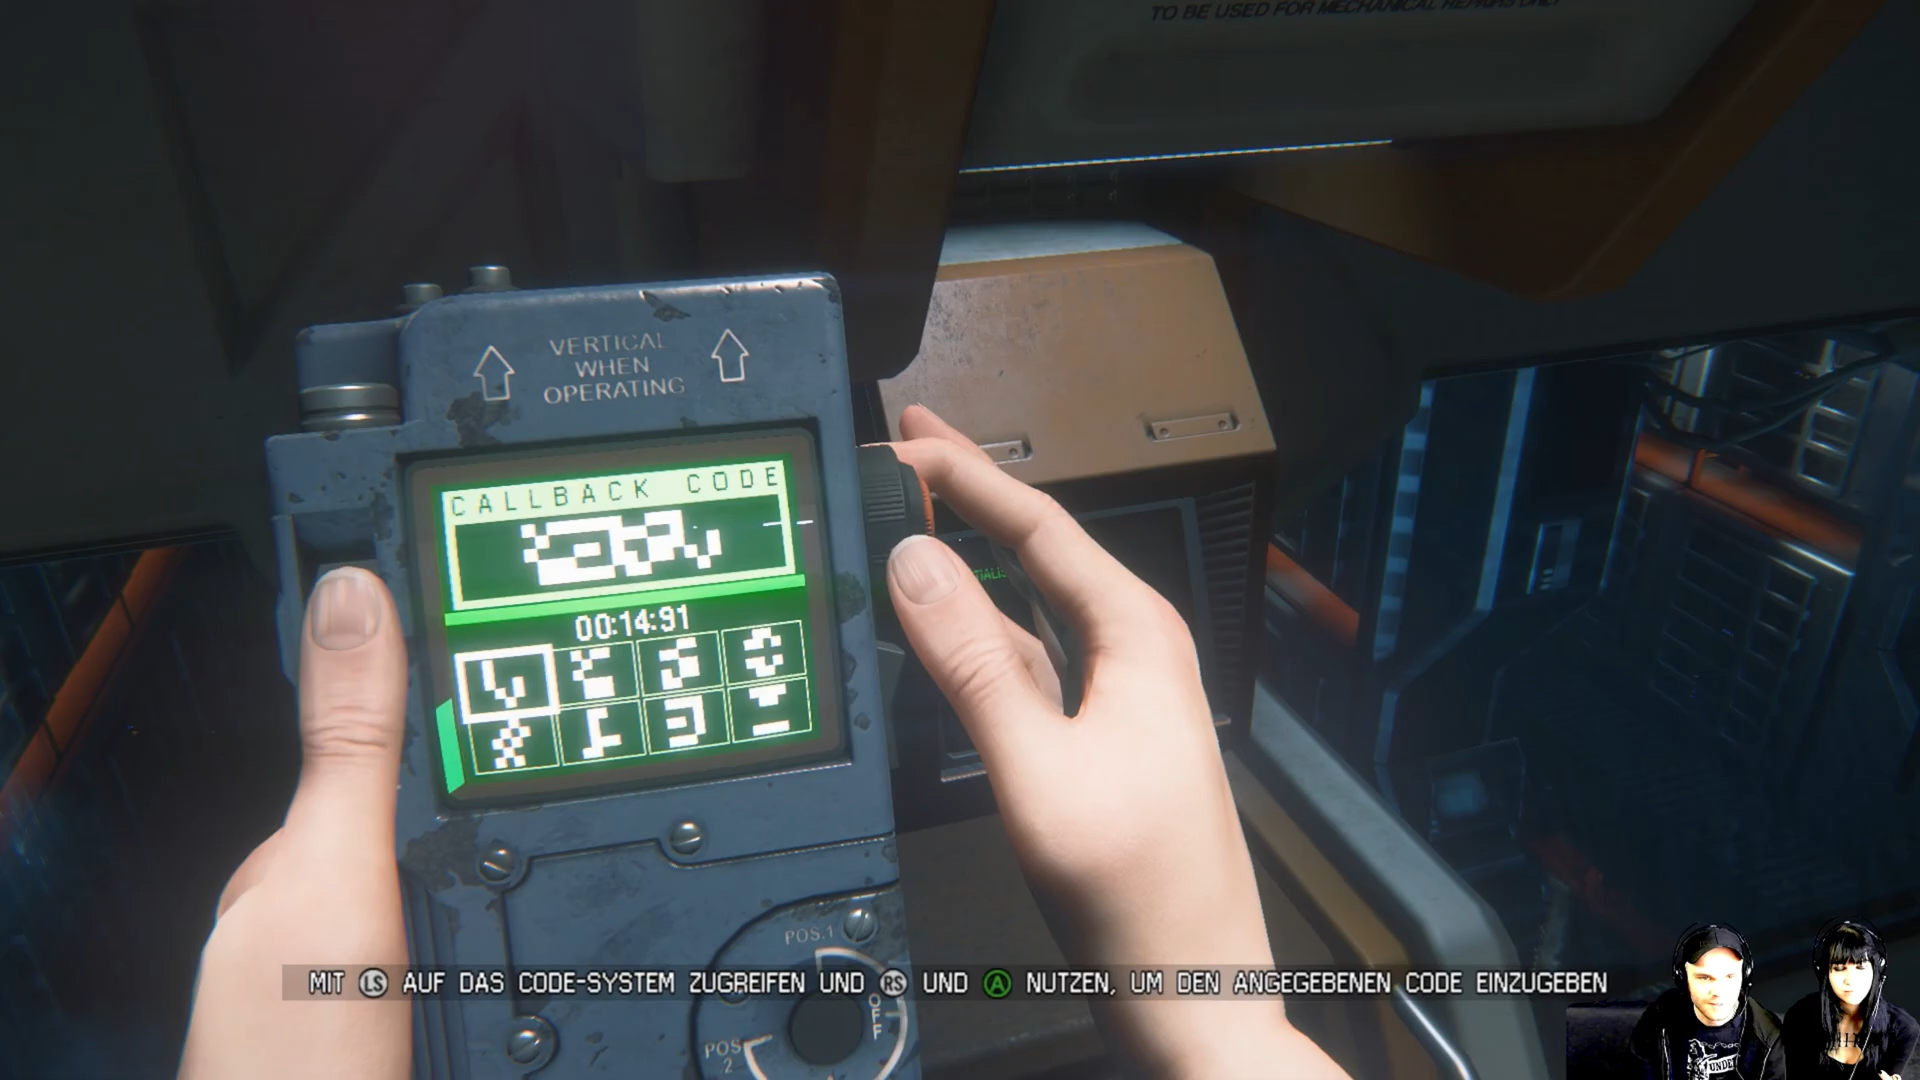 TO BE USED FOR MECHANICAL REPAIRS ONLY
VERTICAL
WHEN
OPERATING
CALLBACK CODE
00:14:91
POS.1
OFF
POS
2
MIT LS AUF DAS CODE-SYSTEM ZUGREIFEN UND RS UND A NUTZEN, UM DEN ANGEGEBENEN CODE EINZUGEBEN